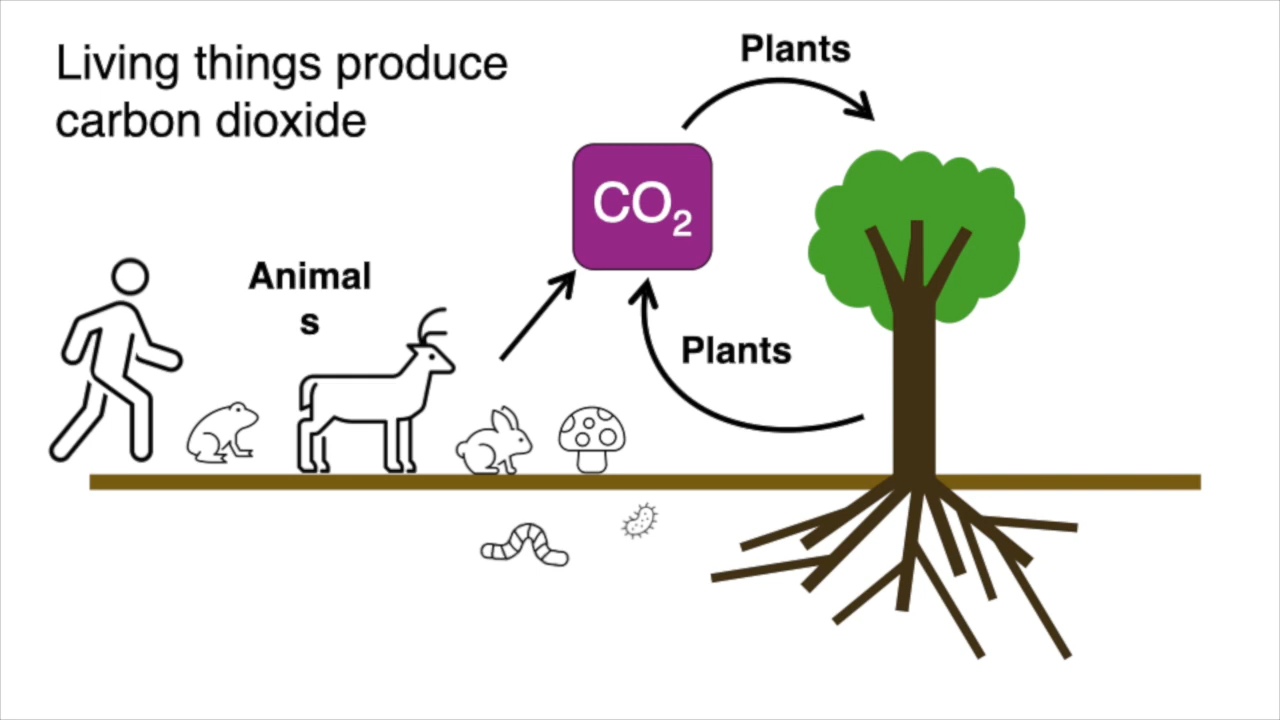 Living things produce
carbon dioxide
Plants
CO₂
Animal
s
Plants